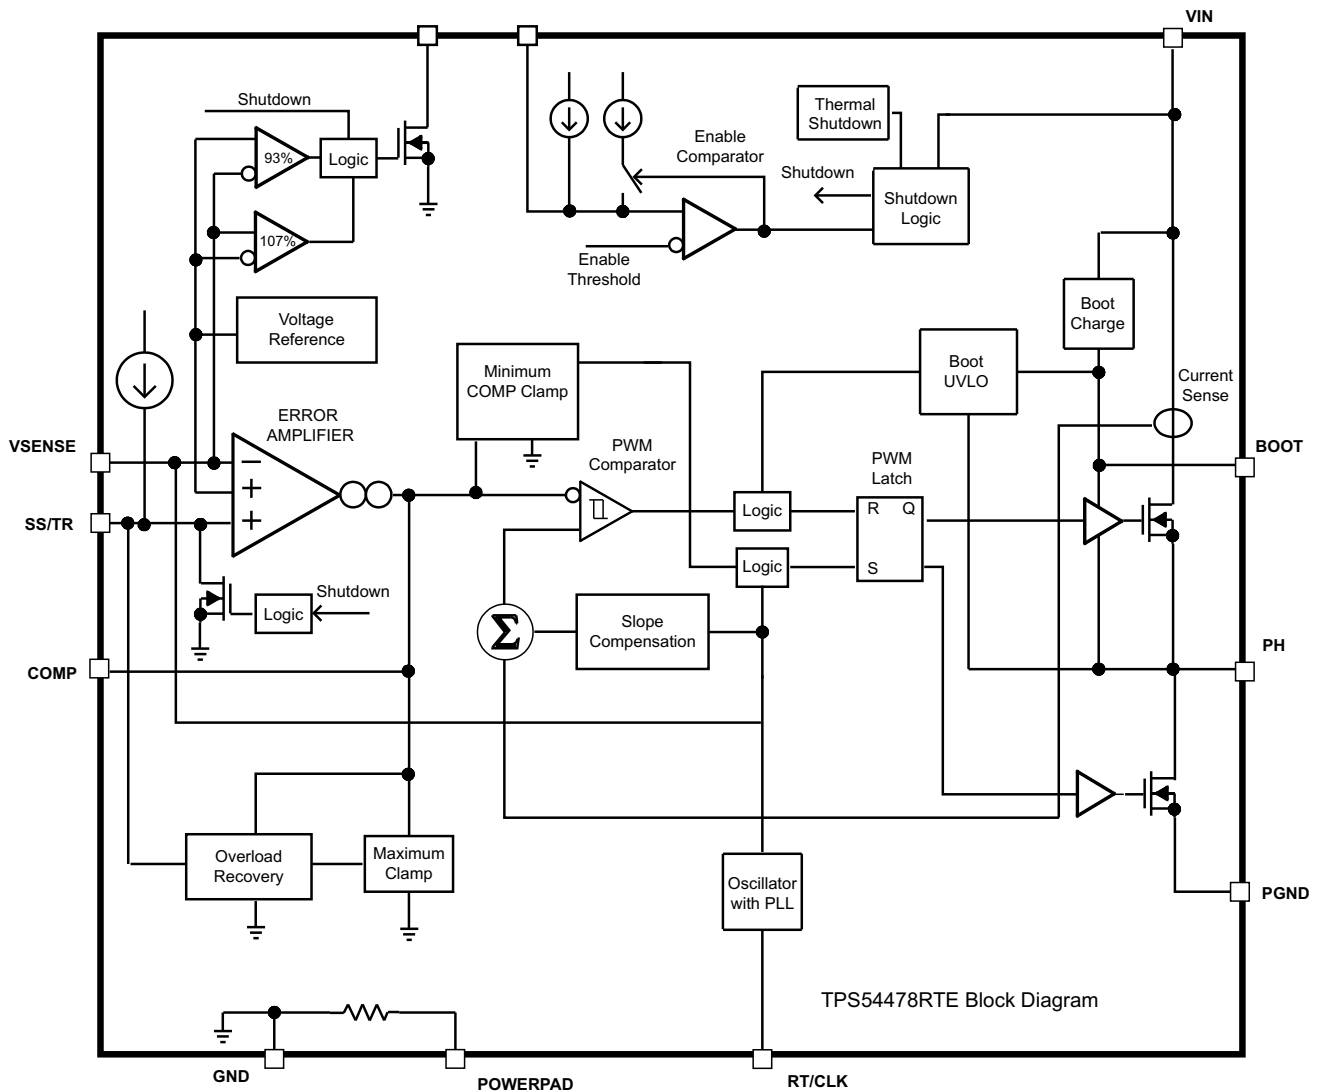 VIN
Shutdown
93%
Logic
107%
Enable
Comparator
Thermal
Shutdown
Shutdown
Shutdown
Logic
Enable
Threshold
Voltage
Reference
Boot
Charge
Minimum
COMP Clamp
Boot
UVLO
Current
Sense
ERROR
AMPLIFIER
VSENSE
−
+
+
SS/TR
PWM
Comparator
PWM
Latch
BOOT
Logic
R Q
S
Logic
Shutdown
Logic
Σ
Slope
Compensation
COMP
PH
Overload
Recovery
Maximum
Clamp
Oscillator
with PLL
PGND
TPS54478RTE Block Diagram
GND
POWERPAD
RT/CLK